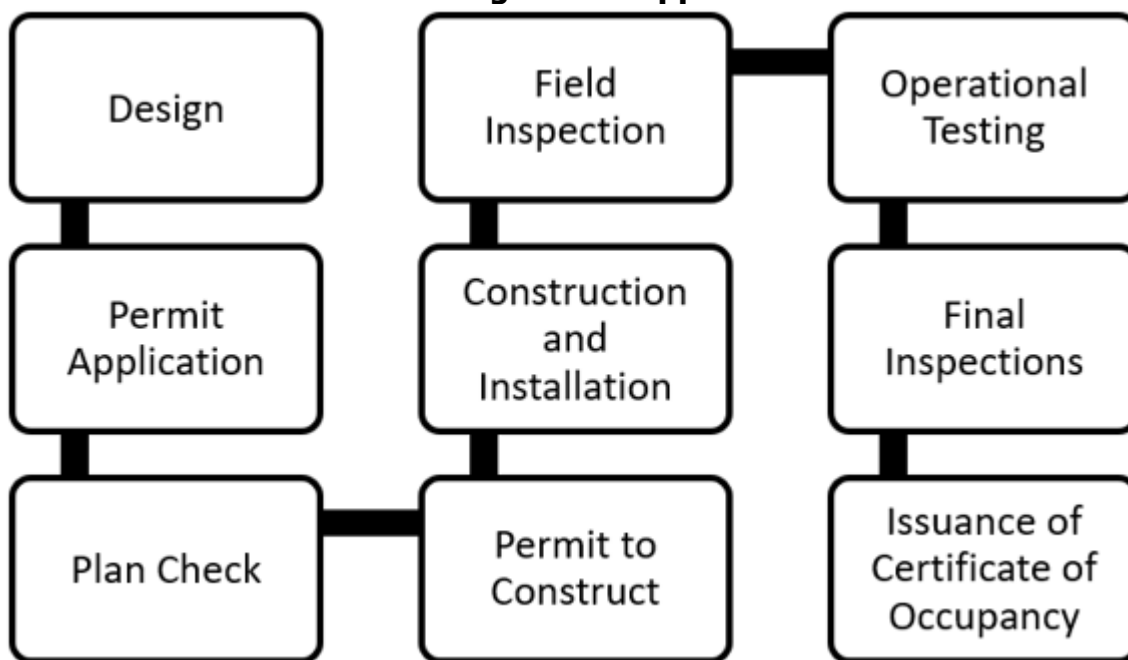 Design
Permit
Application
Plan Check
Permit to
Construct
Construction
and
Installation
Field
Inspection
Operational
Testing
Final
Inspections
Issuance of
Certificate of
Occupancy